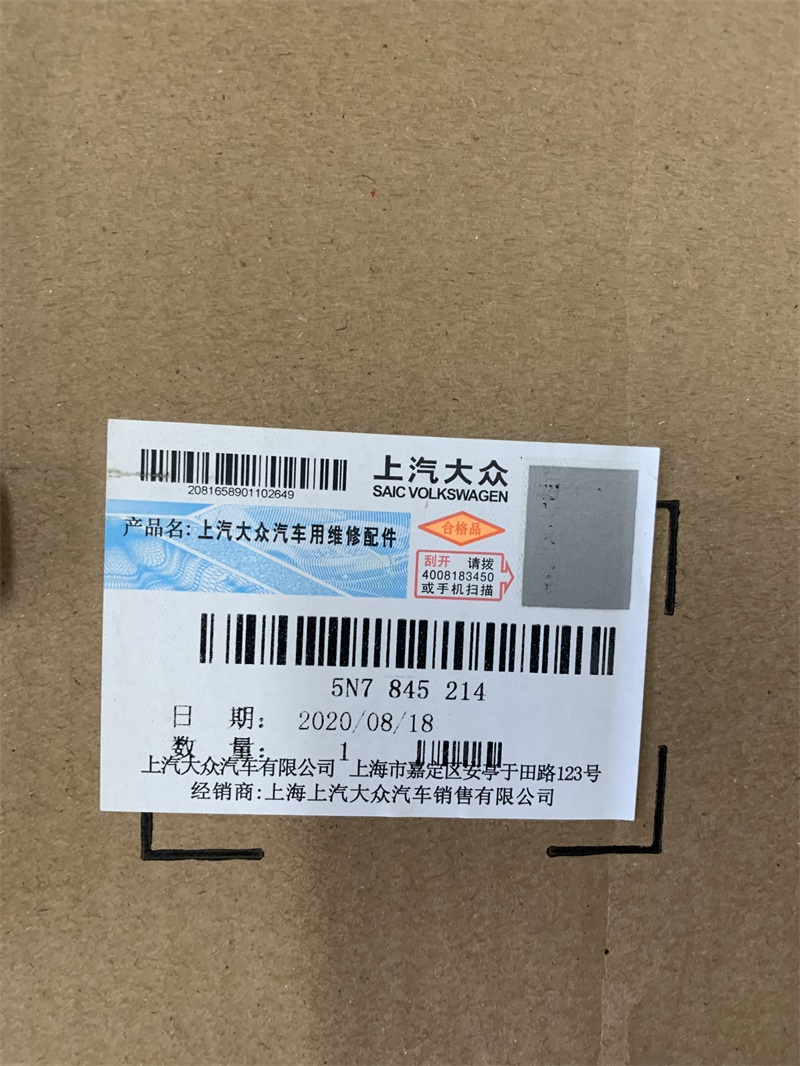 上汽大众
SAIC VOLKSWAGEN
2081658901102649
产品名: 上汽大众汽车用维修配件
合格品
刮开 请拨
4008183450
或手机扫描
5N7 845 214
日 期: 2020/08/18
数 量: 1
上汽大众汽车有限公司 上海市嘉定区安亭于田路123号
经销商:上海上汽大众汽车销售有限公司